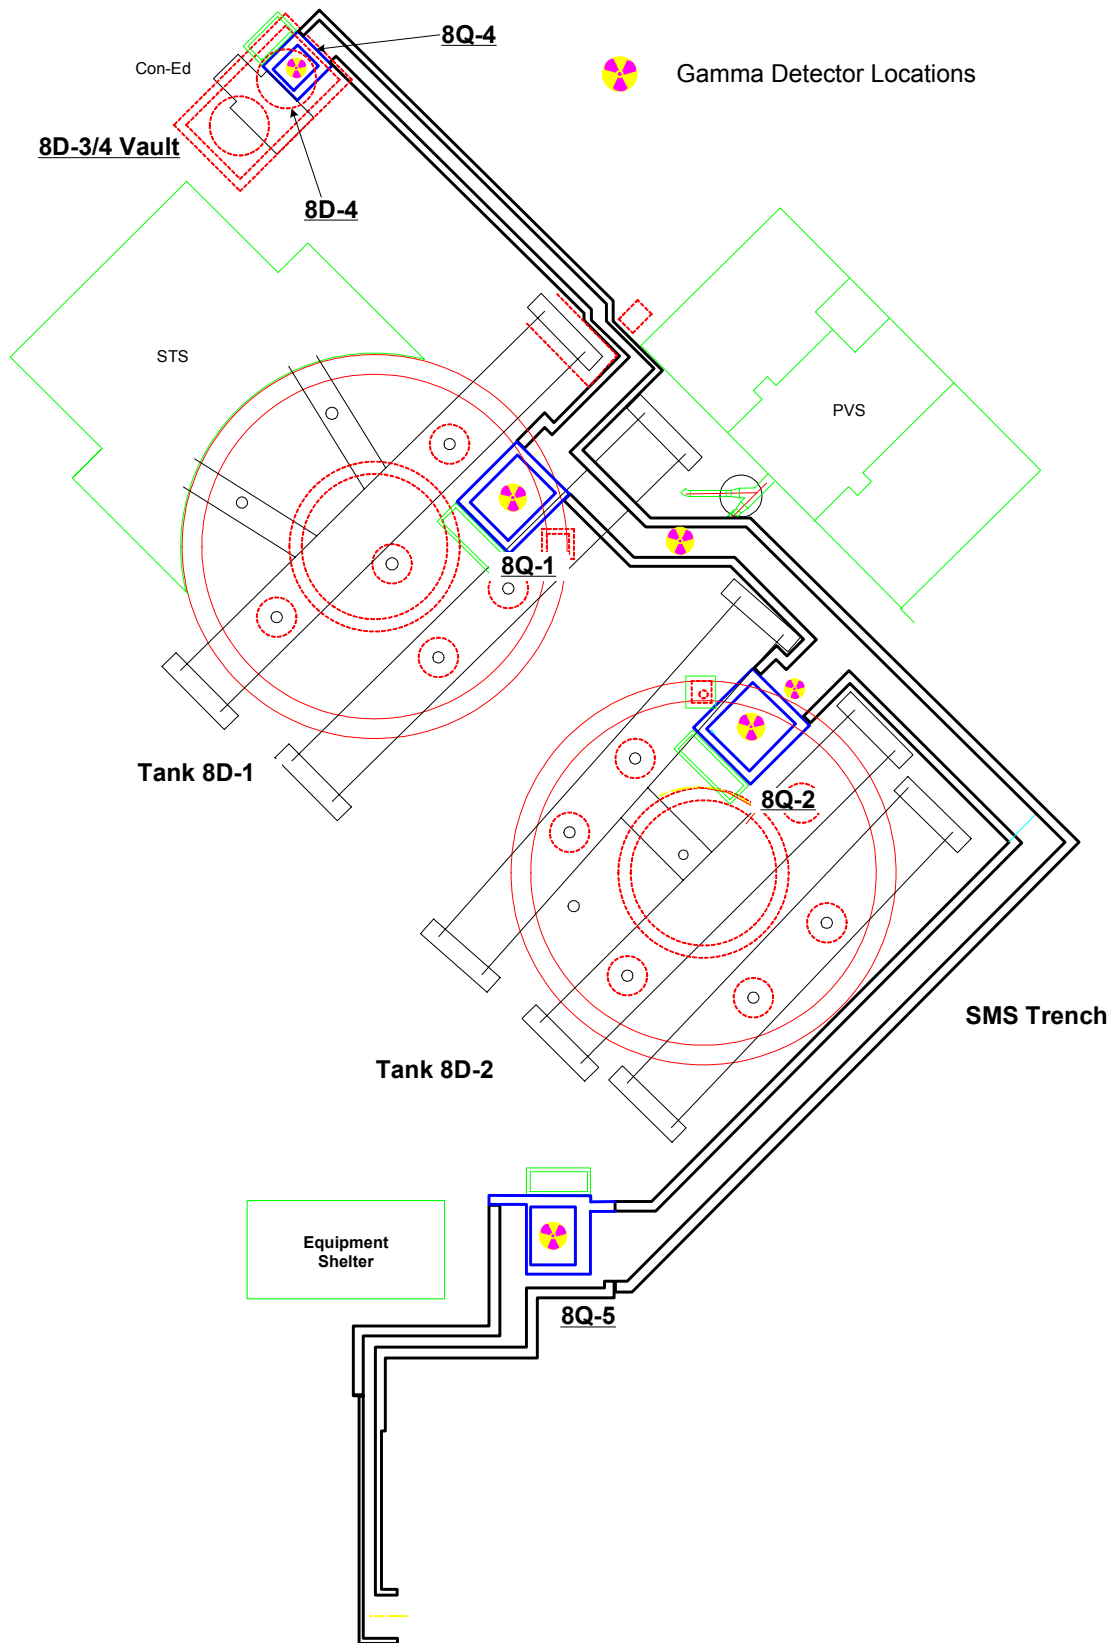 8Q-4
Con-Ed
Gamma Detector Locations
8D-3/4 Vault
8D-4
STS
PVS
8Q-1
Tank 8D-1
8Q-2
SMS Trench
Tank 8D-2
Equipment
Shelter
8Q-5